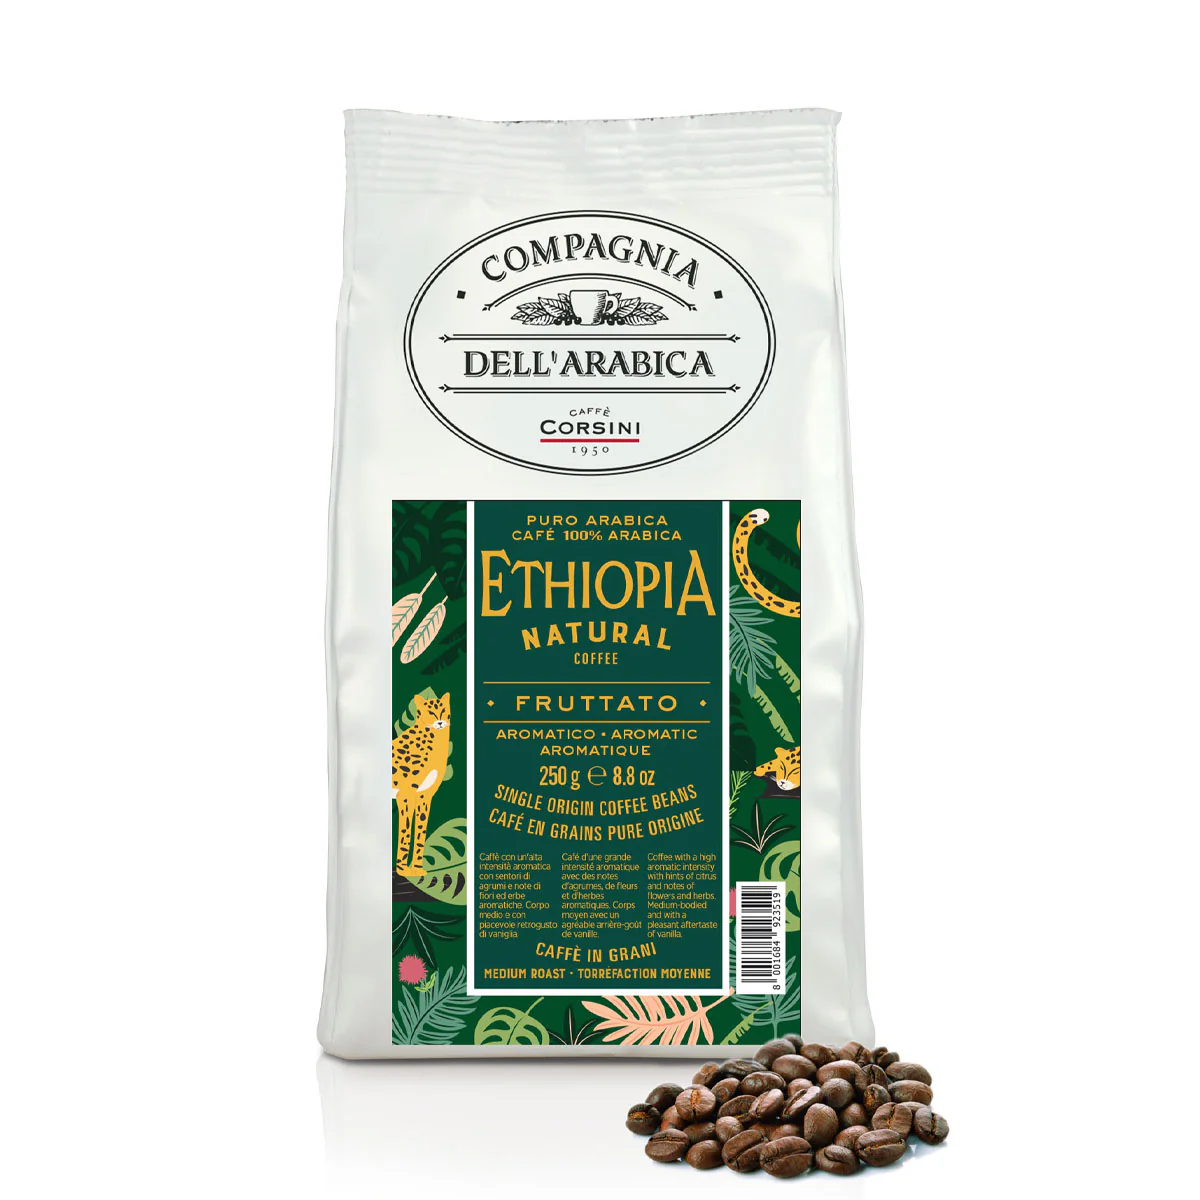 COMPAGNIA
DELL'ARABICA
CAFFÈ
CORSINI
1950
PURO ARABICA
CAFÉ 100% ARABICA
ETHIOPIA
NATURAL
COFFEE
FRUTTATO
AROMATICO • AROMATIC
AROMATIQUE
250 g ℮ 8.8 oz
SINGLE ORIGIN COFFEE BEANS
CAFÉ EN GRAINS PURE ORIGINE
Caffè con un'alta
intensità aromatica
con sentori di
agrumi e note di
fiori ed erbe
aromatiche. Corpo
medio e con
piacevole retrogusto
di vaniglia.
Café d'une grande
intensité aromatique
avec des notes
d'agrumes, de fleurs
et d'herbes
aromatiques. Corps
moyen avec un
agréable arrière-goût
de vanille.
Coffee with a high
aromatic intensity
with hints of citrus
and notes of
flowers and herbs.
Medium-bodied
and with a
pleasant aftertaste
of vanilla.
CAFFÈ IN GRANI
MEDIUM ROAST • TORRÉFACTION MOYENNE
8 001684 923519